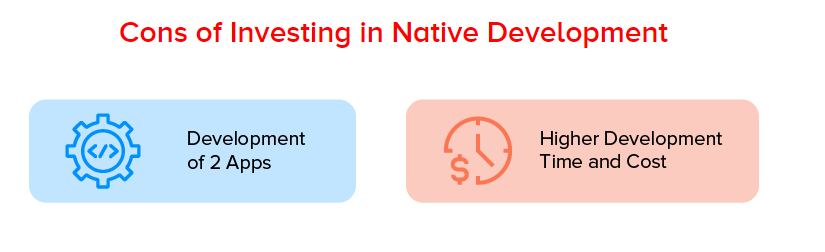 Cons of Investing in Native Development
Development
of 2 Apps
Higher Development
Time and Cost